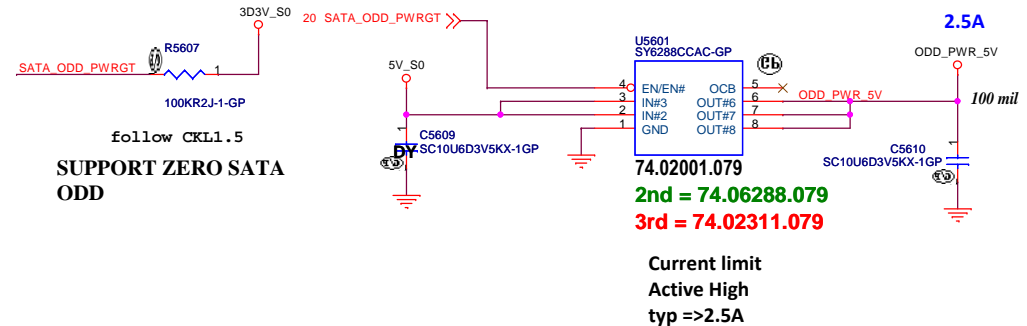 3D3V_S0
R5607
SATA_ODD_PWRGT
2
1
100KR2J-1-GP
follow CKL1.5
SUPPORT ZERO SATA
ODD
20 SATA_ODD_PWRGT
5V_S0
1
C5609
DY
SC10U6D3V5KX-1GP
U5601
SY6288CCAC-GP
4 EN/EN# OCB 5
3 IN#3 OUT#6 6
2 IN#2 OUT#7 7
1 GND OUT#8 8
ODD_PWR_5V
74.02001.079
2nd = 74.06288.079
3rd = 74.02311.079
Current limit
Active High
typ =>2.5A
2.5A
ODD_PWR_5V
100 mil
1
C5610
SC10U6D3V5KX-1GP